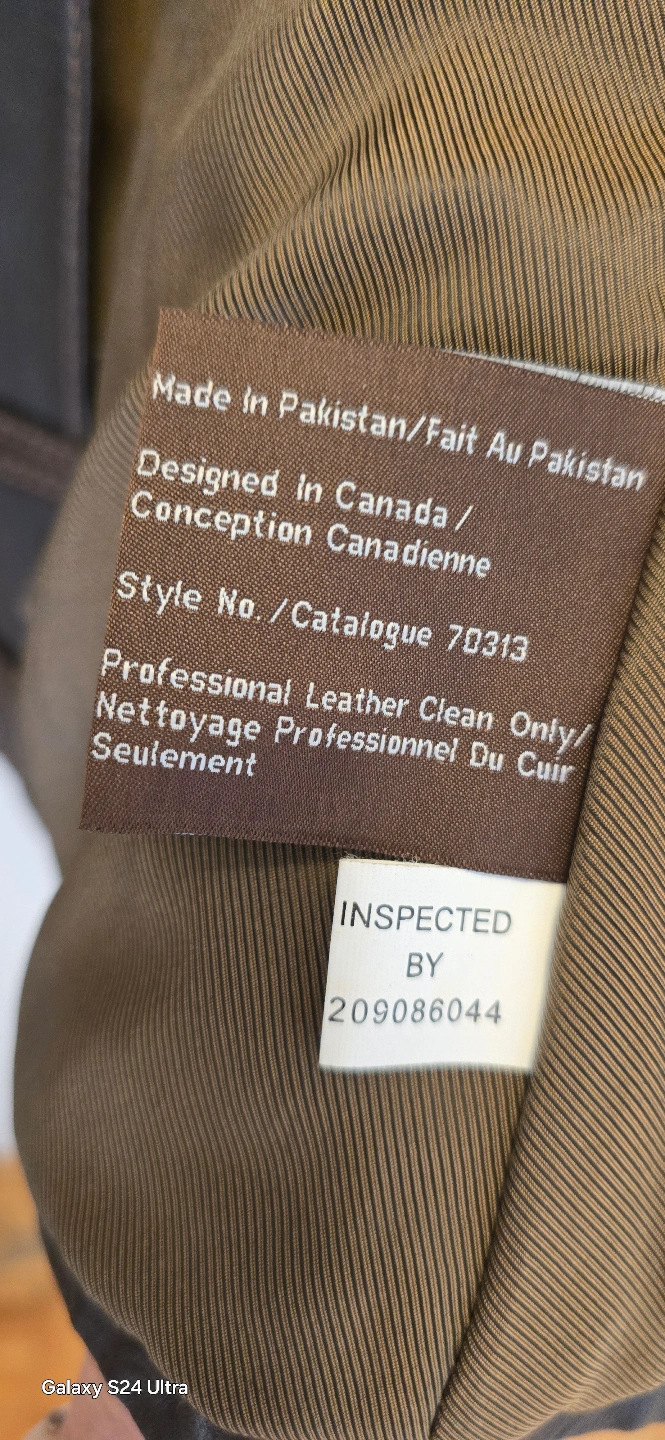 Made In Pakistan/Fait Au Pakistan
Designed In Canada /
Conception Canadienne
Style No./Catalogue 70313
Professional Leather Clean Only/
Nettoyage Professionnel Du Cuir
Seulement
INSPECTED
BY
209086044
Galaxy S24 Ultra